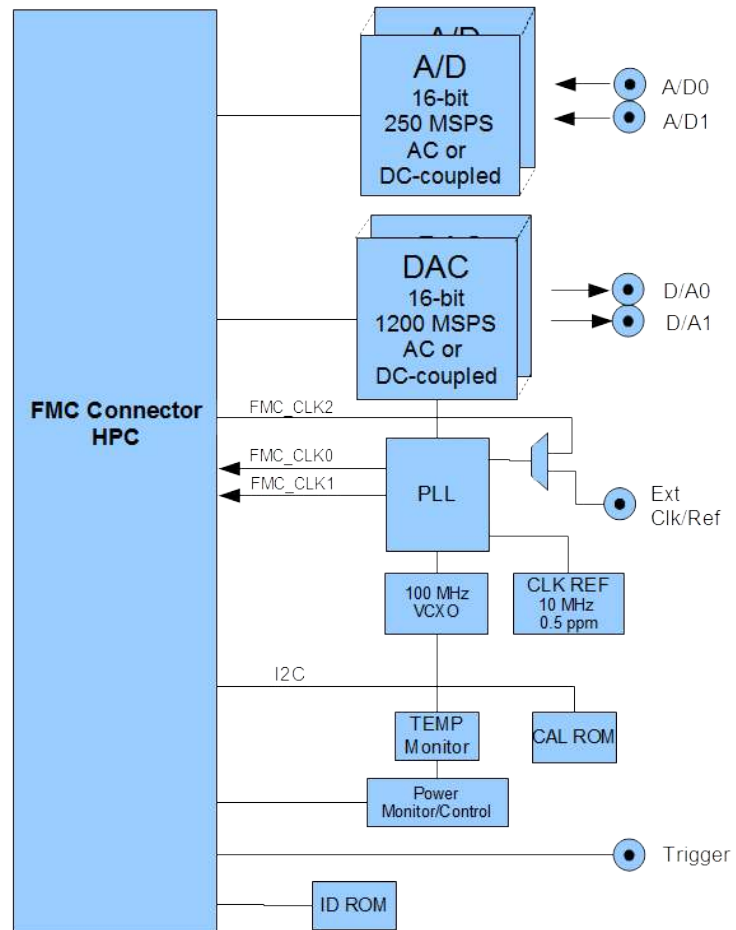 A/D
A/D
16-bit
250 MSPS
AC or
DC-coupled
A/D0
A/D1
DAC
16-bit
1200 MSPS
AC or
DC-coupled
D/A0
D/A1
FMC Connector
HPC
FMC_CLK2
FMC_CLK0
FMC_CLK1
PLL
Ext
Clk/Ref
100 MHz
VCXO
CLK REF
10 MHz
0.5 ppm
I2C
TEMP
Monitor
CAL ROM
Power
Monitor/Control
Trigger
ID ROM